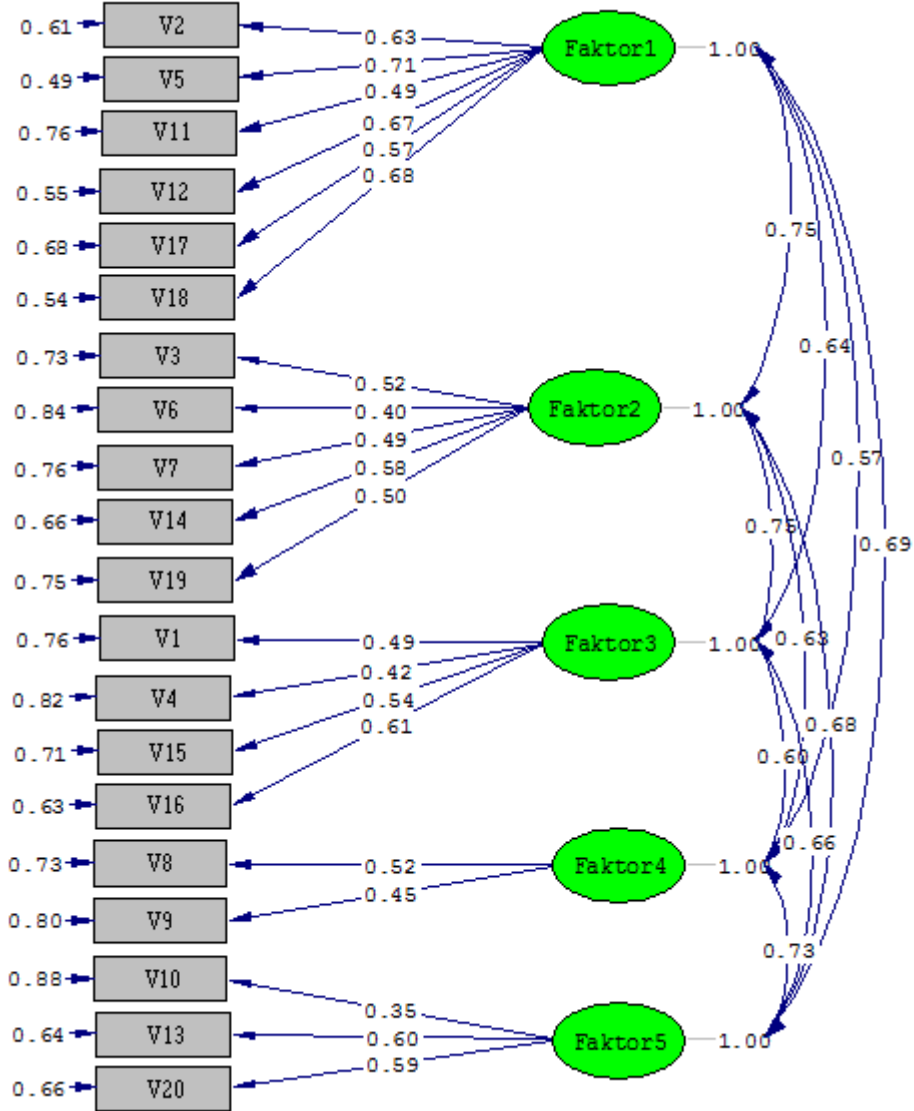 0.61 V2 0.63 Faktor1 1.00
0.49 V5 0.71
0.76 V11 0.49
0.55 V12 0.67
0.68 V17 0.57
0.54 V18 0.68
0.75
0.64
0.73 V3 0.52 Faktor2 1.00
0.84 V6 0.40
0.76 V7 0.49
0.66 V14 0.58
0.75 V19 0.50
0.57
0.75
0.69
0.76 V1 0.49 Faktor3 1.00
0.82 V4 0.42
0.71 V15 0.54
0.63 V16 0.61
0.63
0.68
0.60
0.73 V8 0.52 Faktor4 1.00
0.80 V9 0.45
0.66
0.73
0.88 V10 0.35 Faktor5 1.00
0.64 V13 0.60
0.66 V20 0.59